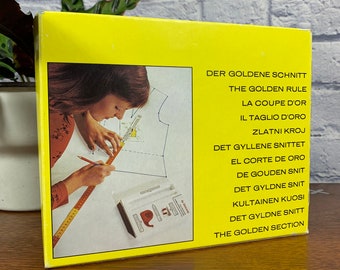 DER GOLDENE SCHNITT
THE GOLDEN RULE
LA COUPE D'OR
IL TAGLIO D'ORO
ZLATNI KROJ
DET GYLLENE SNITTET
EL CORTE DE ORO
DE GOUDEN SNIT
DET GYLDNE SNIT
KULTAINEN KUOSI
DET GYLDNE SNITT
THE GOLDEN SECTION